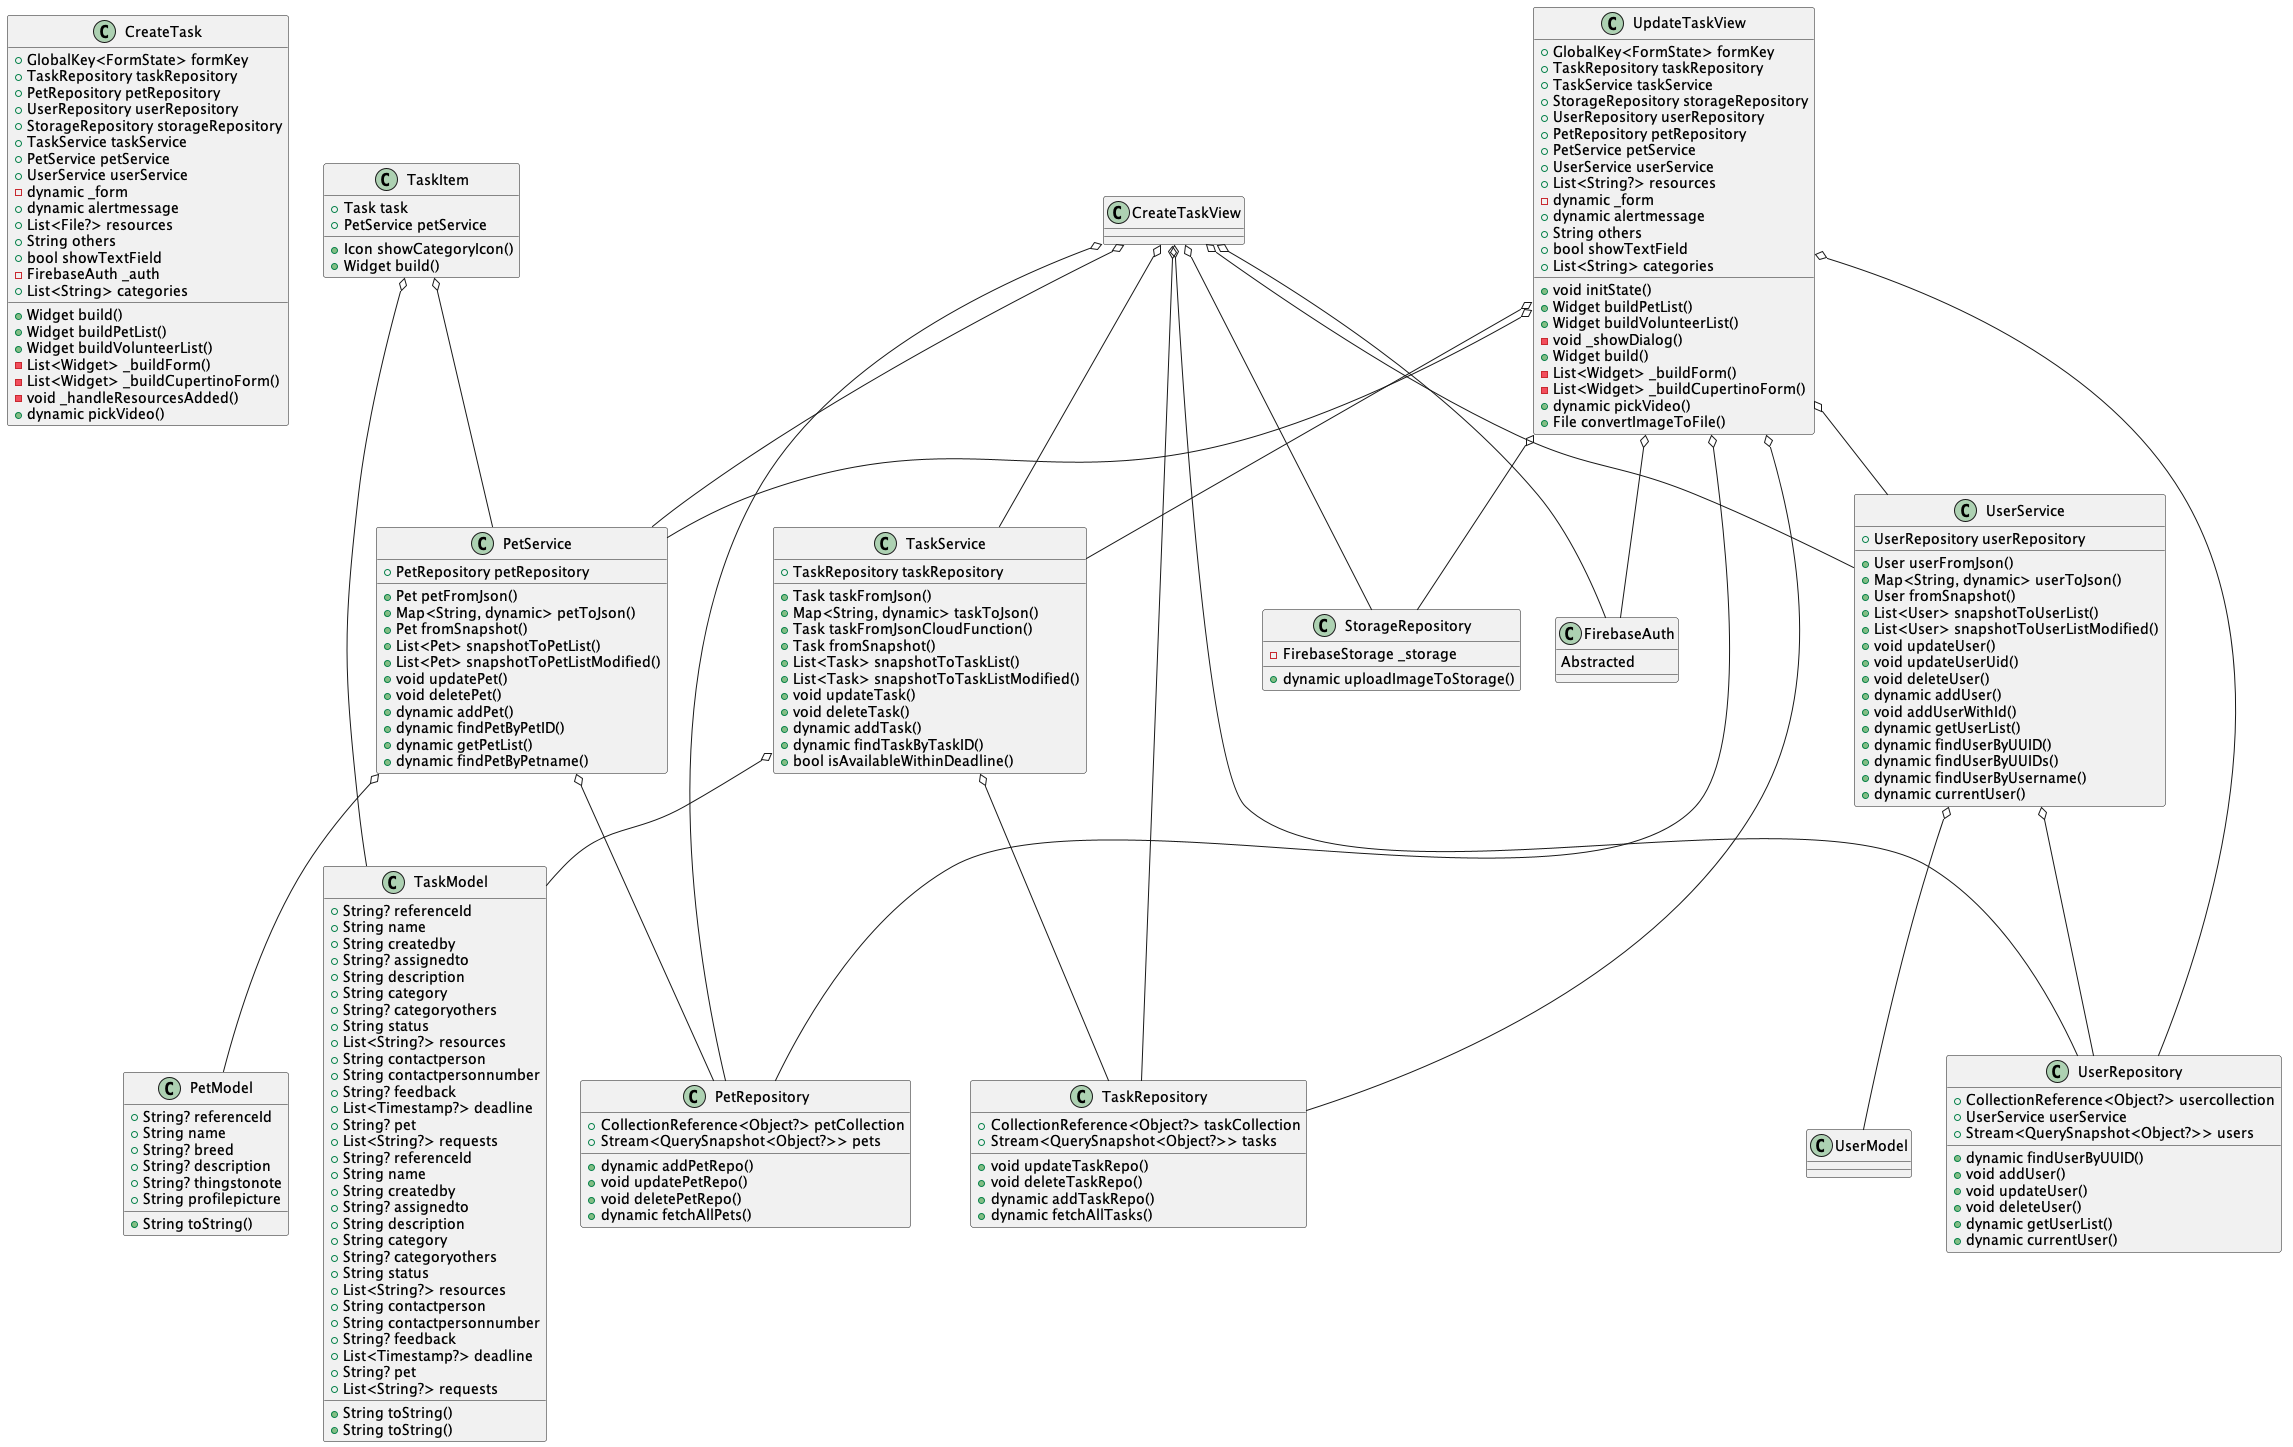 C CreateTask
GlobalKey<FormState> formKey
TaskRepository taskRepository
PetRepository petRepository
UserRepository userRepository
StorageRepository storageRepository
TaskService taskService
PetService petService
UserService userService
dynamic _form
dynamic alertmessage
List<File?> resources
String others
bool showTextField
FirebaseAuth _auth
List<String> categories
Widget build()
Widget buildPetList()
Widget buildVolunteerList()
List<Widget> _buildForm()
List<Widget> _buildCupertinoForm()
void _handleResourcesAdded()
dynamic pickVideo()
C TaskItem
Task task
PetService petService
Icon showCategoryIcon()
Widget build()
C CreateTaskView
C UpdateTaskView
GlobalKey<FormState> formKey
TaskRepository taskRepository
TaskService taskService
StorageRepository storageRepository
UserRepository userRepository
PetRepository petRepository
PetService petService
UserService userService
List<String?> resources
dynamic _form
dynamic alertmessage
String others
bool showTextField
List<String> categories
void initState()
Widget buildPetList()
Widget buildVolunteerList()
void _showDialog()
Widget build()
List<Widget> _buildForm()
List<Widget> _buildCupertinoForm()
dynamic pickVideo()
File convertImageToFile()
C PetService
PetRepository petRepository
Pet petFromJson()
Map<String, dynamic> petToJson()
Pet fromSnapshot()
List<Pet> snapshotToPetList()
List<Pet> snapshotToPetListModified()
void updatePet()
void deletePet()
dynamic addPet()
dynamic findPetByPetID()
dynamic getPetList()
dynamic findPetByPetname()
C TaskService
TaskRepository taskRepository
Task taskFromJson()
Map<String, dynamic> taskToJson()
Task taskFromJsonCloudFunction()
Task fromSnapshot()
List<Task> snapshotToTaskList()
List<Task> snapshotToTaskListModified()
void updateTask()
void deleteTask()
dynamic addTask()
dynamic findTaskByTaskID()
bool isAvailableWithinDeadline()
C StorageRepository
FirebaseStorage _storage
dynamic uploadImageToStorage()
C FirebaseAuth
Abstracted
C UserService
UserRepository userRepository
User userFromJson()
Map<String, dynamic> userToJson()
User fromSnapshot()
List<User> snapshotToUserList()
List<User> snapshotToUserListModified()
void updateUser()
void updateUserUid()
void deleteUser()
dynamic addUser()
void addUserWithId()
dynamic getUserList()
dynamic findUserByUUID()
dynamic findUserByUUIDs()
dynamic findUserByUsername()
dynamic currentUser()
C PetModel
String? referenceId
String name
String? breed
String? description
String? thingstonote
String profilepicture
String toString()
C TaskModel
String? referenceId
String name
String createdby
String? assignedto
String description
String category
String? categoryothers
String status
List<String?> resources
String contactperson
String contactpersonnumber
String? feedback
List<Timestamp?> deadline
String? pet
List<String?> requests
String? referenceId
String name
String createdby
String? assignedto
String description
String category
String? categoryothers
String status
List<String?> resources
String contactperson
String contactpersonnumber
String? feedback
List<Timestamp?> deadline
String? pet
List<String?> requests
String toString()
String toString()
C PetRepository
CollectionReference<Object?> petCollection
Stream<QuerySnapshot<Object?>> pets
dynamic addPetRepo()
void updatePetRepo()
void deletePetRepo()
dynamic fetchAllPets()
C TaskRepository
CollectionReference<Object?> taskCollection
Stream<QuerySnapshot<Object?>> tasks
void updateTaskRepo()
void deleteTaskRepo()
dynamic addTaskRepo()
dynamic fetchAllTasks()
C UserModel
C UserRepository
CollectionReference<Object?> usercollection
UserService userService
Stream<QuerySnapshot<Object?>> users
dynamic findUserByUUID()
void addUser()
void updateUser()
void deleteUser()
dynamic getUserList()
dynamic currentUser()